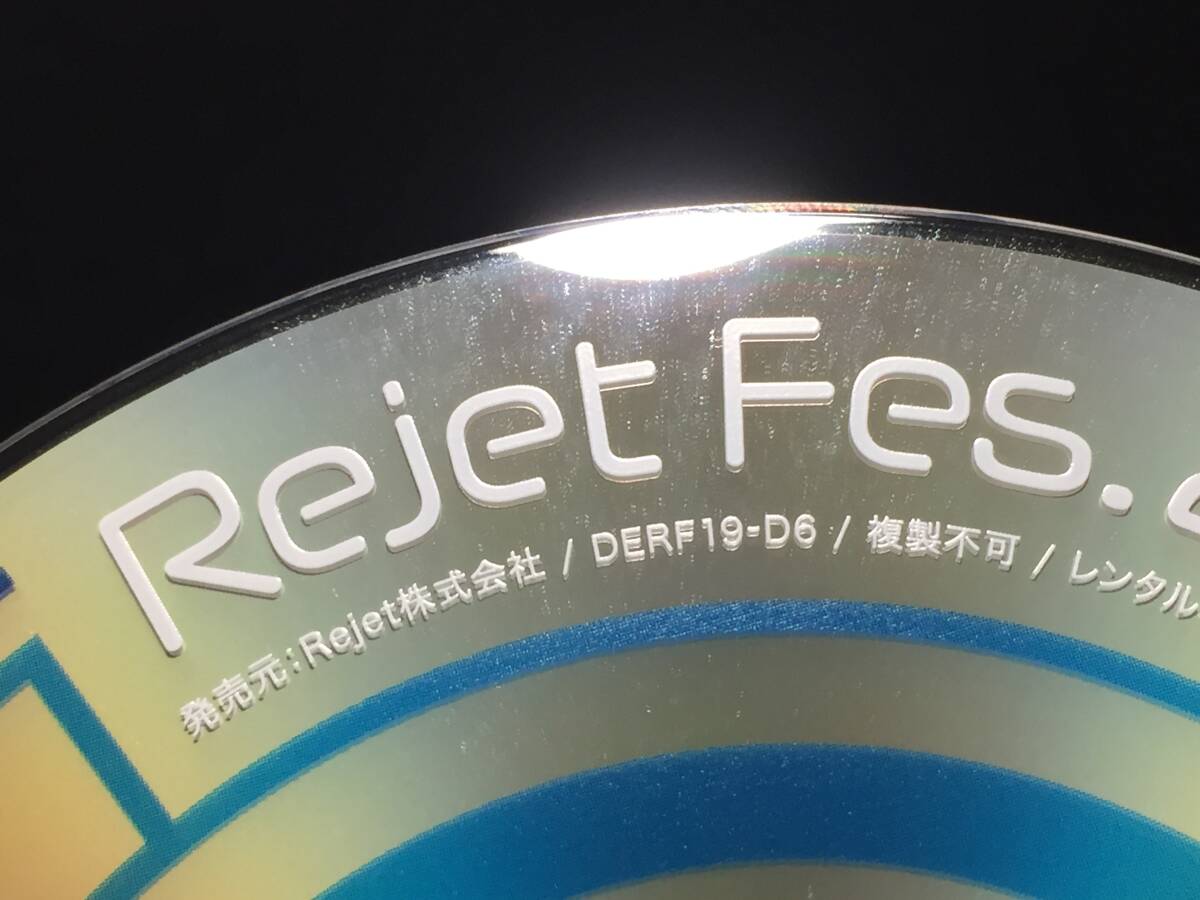 Rejet Fes.
発売元:Rejet株式会社 / DERF19-D6 / 複製不可 / レンタル